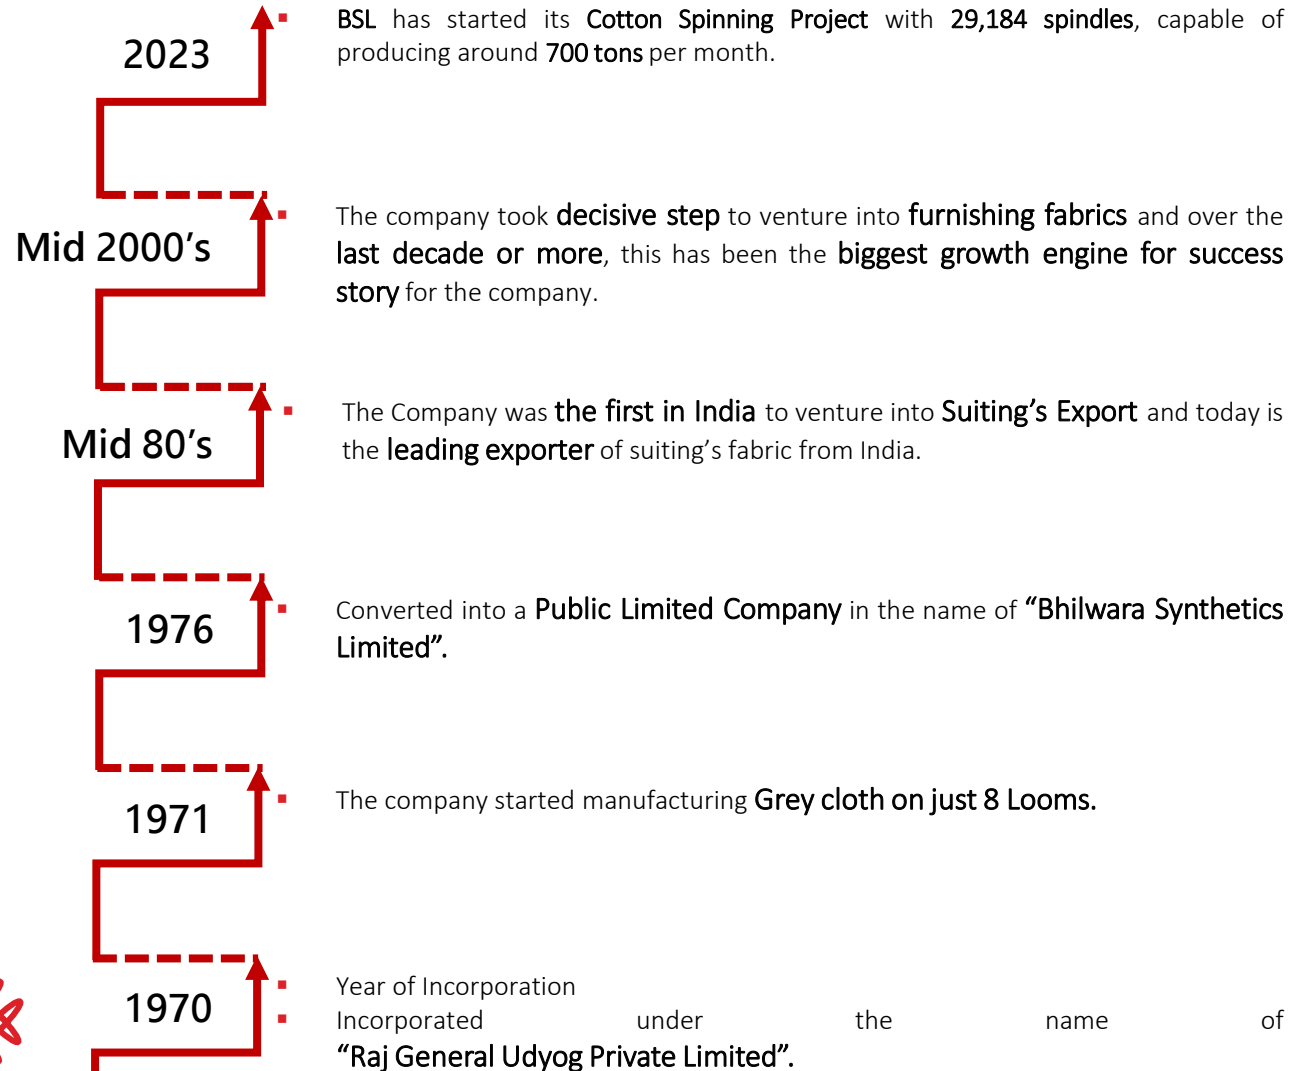 2023
BSL has started its Cotton Spinning Project with 29,184 spindles, capable of
producing around 700 tons per month.
Mid 2000’s
The company took decisive step to venture into furnishing fabrics and over the
last decade or more, this has been the biggest growth engine for success
story for the company.
Mid 80’s
The Company was the first in India to venture into Suiting’s Export and today is
the leading exporter of suiting’s fabric from India.
1976
Converted into a Public Limited Company in the name of “Bhilwara Synthetics
Limited”.
1971
The company started manufacturing Grey cloth on just 8 Looms.
1970
Year of Incorporation
Incorporated under the name of
“Raj General Udyog Private Limited”.